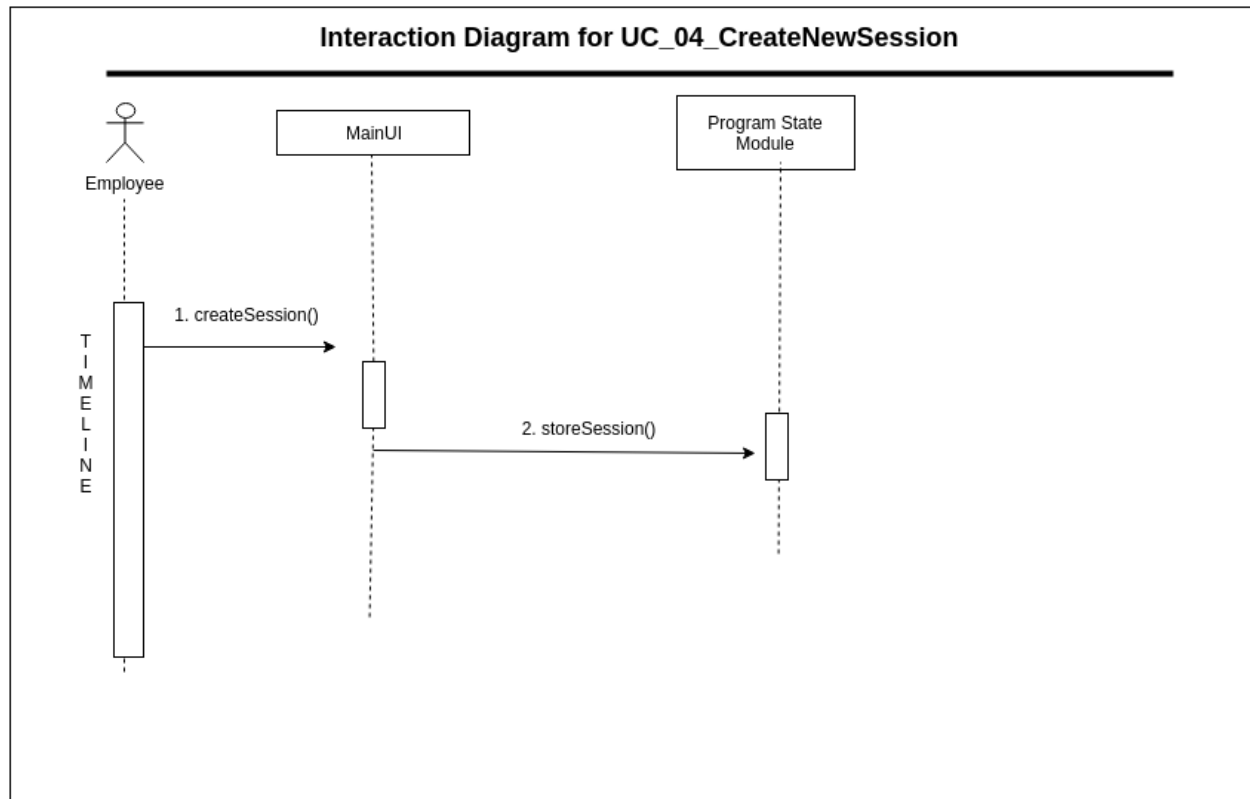 Interaction Diagram for UC_04_CreateNewSession
MainUI
Program State
Module
Employee
1. createSession()
T
I
M
E
L
I
N
E
2. storeSession()